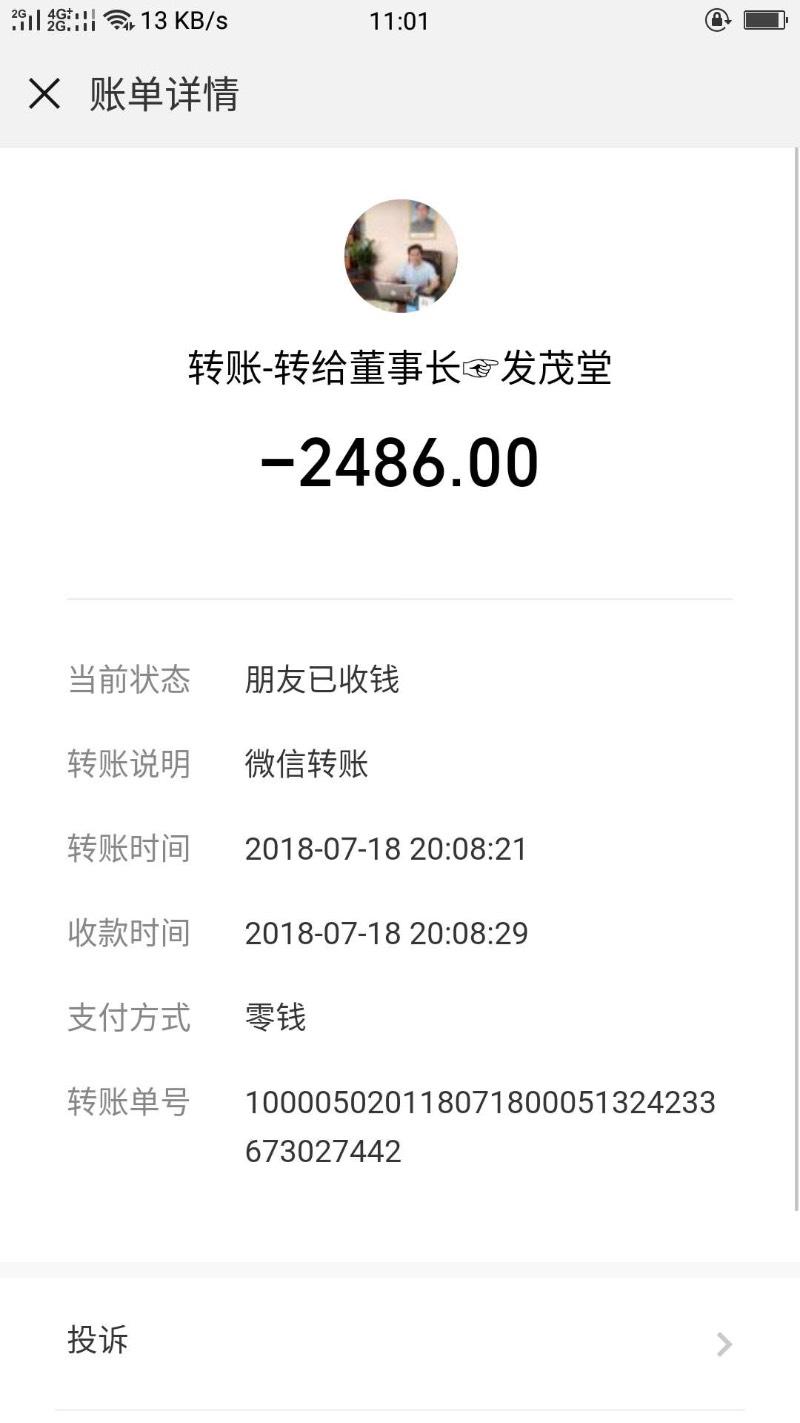 2G 4G+ 2G 13 KB/s 11:01
账单详情
转账-转给董事长☞发茂堂
-2486.00
当前状态 朋友已收钱
转账说明 微信转账
转账时间 2018-07-18 20:08:21
收款时间 2018-07-18 20:08:29
支付方式 零钱
转账单号 100005020118071800051324233
673027442
投诉